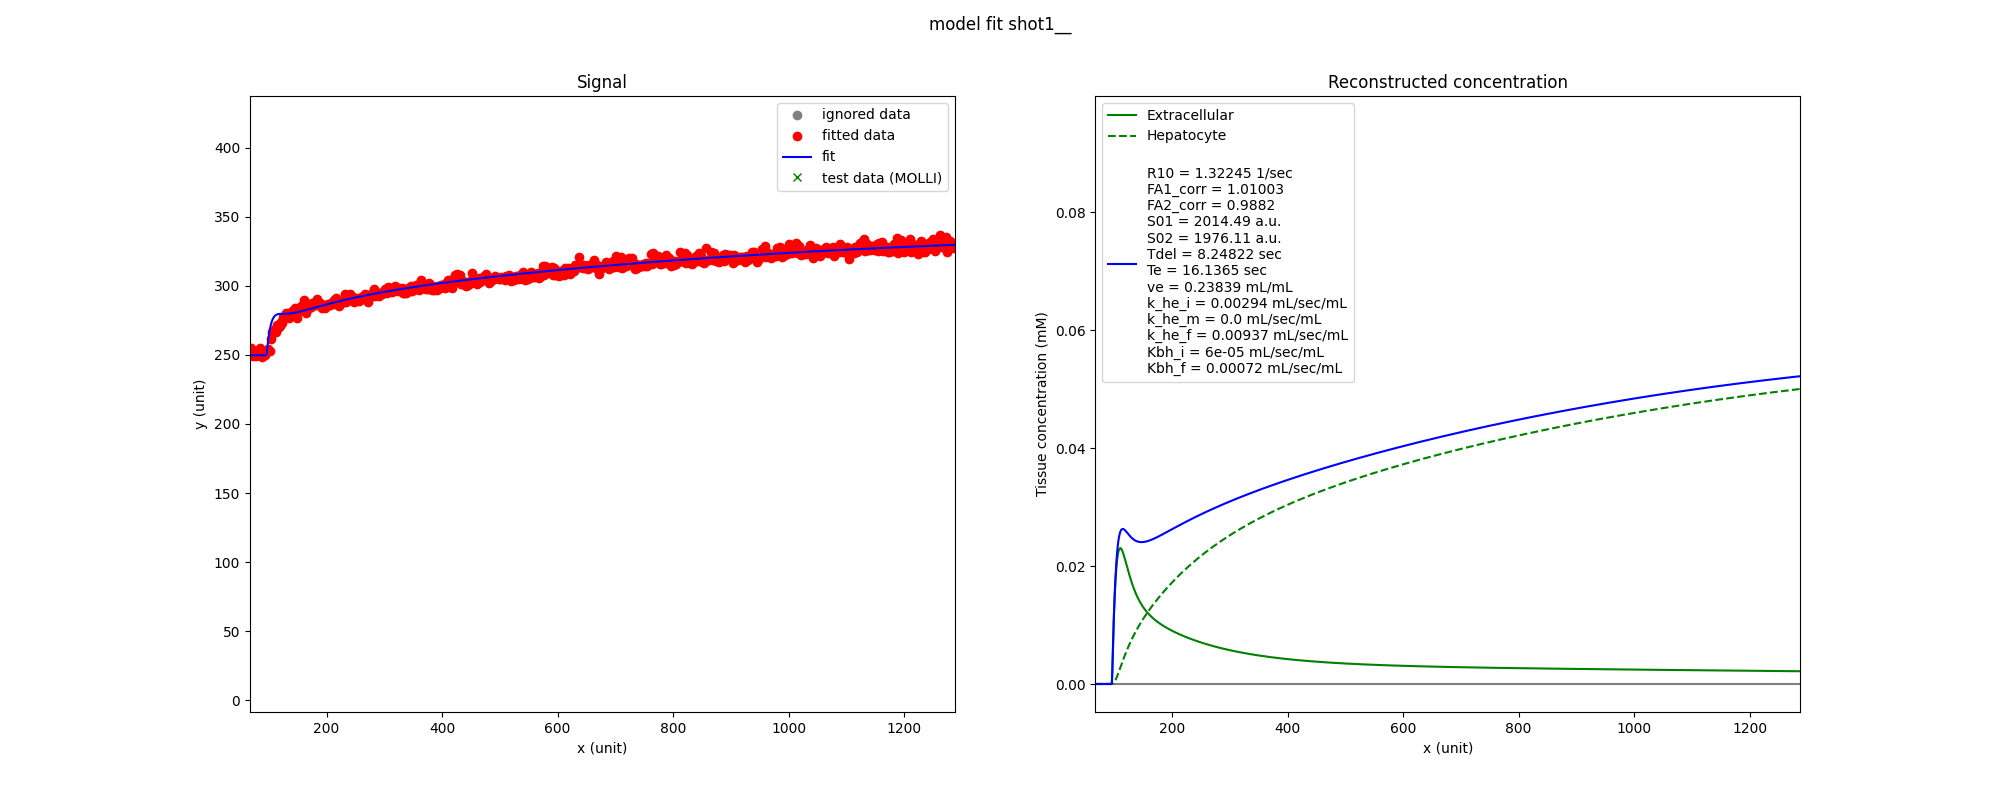 model fit shot1__
Signal
ignored data
fitted data
fit
test data (MOLLI)
y (unit)
400
350
300
250
200
150
100
50
0
200 400 600 800 1000 1200
x (unit)
Reconstructed concentration
Extracellular
Hepatocyte
R10 = 1.32245 1/sec
FA1_corr = 1.01003
FA2_corr = 0.9882
S01 = 2014.49 a.u.
S02 = 1976.11 a.u.
Tdel = 8.24822 sec
Te = 16.1365 sec
ve = 0.23839 mL/mL
k_he_i = 0.00294 mL/sec/mL
k_he_m = 0.0 mL/sec/mL
k_he_f = 0.00937 mL/sec/mL
Kbh_i = 6e-05 mL/sec/mL
Kbh_f = 0.00072 mL/sec/mL
Tissue concentration (mM)
0.08
0.06
0.04
0.02
0.00
200 400 600 800 1000 1200
x (unit)